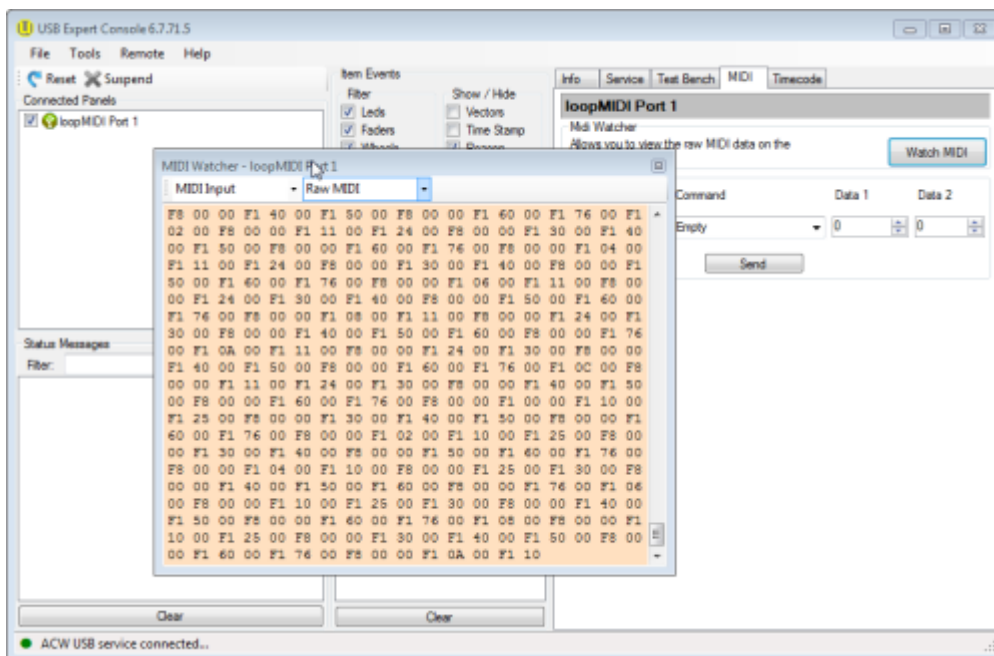 USB Expert Console 6.7.71.5
File Tools Remote Help
Reset Suspend
Connected Panels
loopMIDI Port 1
Item Events
Filter
Leds
Faders
Wheels
Show / Hide
Vectors
Time Stamp
Reason
Info Service Test Bench MIDI Timecode
loopMIDI Port 1
Midi Watcher
Allows you to view the raw MIDI data on the
Watch MIDI
Command Data 1 Data 2
Empty 0 0
Send
MIDI Watcher - loopMIDI Port 1
MIDI Input Raw MIDI
F8 00 00 F1 40 00 F1 50 00 F8 00 00 F1 60 00 F1 76 00 F1
02 00 F8 00 00 F1 11 00 F1 24 00 F8 00 00 F1 30 00 F1 40
00 F1 50 00 F8 00 00 F1 60 00 F1 76 00 F8 00 00 F1 04 00
F1 11 00 F1 24 00 F8 00 00 F1 30 00 F1 40 00 F8 00 00 F1
50 00 F1 60 00 F1 76 00 F8 00 00 F1 06 00 F1 11 00 F8 00
00 F1 24 00 F1 30 00 F1 40 00 F8 00 00 F1 50 00 F1 60 00
F1 76 00 F8 00 00 F1 08 00 F1 11 00 F8 00 00 F1 24 00 F1
30 00 F8 00 00 F1 40 00 F1 50 00 F1 60 00 F8 00 00 F1 76
00 F1 0A 00 F1 11 00 F8 00 00 F1 24 00 F1 30 00 F8 00 00
F1 40 00 F1 50 00 F8 00 00 F1 60 00 F1 76 00 F1 0C 00 F8
00 00 F1 11 00 F1 24 00 F1 30 00 F8 00 00 F1 40 00 F1 50
00 F8 00 00 F1 60 00 F1 76 00 F8 00 00 F1 00 00 F1 10 00
F1 25 00 F8 00 00 F1 30 00 F1 40 00 F1 50 00 F8 00 00 F1
60 00 F1 76 00 F8 00 00 F1 02 00 F1 10 00 F1 25 00 F8 00
00 F1 30 00 F1 40 00 F8 00 00 F1 50 00 F1 60 00 F1 76 00
F8 00 00 F1 04 00 F1 10 00 F8 00 00 F1 25 00 F1 30 00 F8
00 00 F1 40 00 F1 50 00 F1 60 00 F8 00 00 F1 76 00 F1 06
00 F8 00 00 F1 10 00 F1 25 00 F1 30 00 F8 00 00 F1 40 00
F1 50 00 F8 00 00 F1 60 00 F1 76 00 F1 08 00 F8 00 00 F1
10 00 F1 25 00 F8 00 00 F1 30 00 F1 40 00 F1 50 00 F8 00
00 F1 60 00 F1 76 00 F8 00 00 F1 0A 00 F1 10
Status Messages
Filter:
Clear
Clear
ACW USB service connected...